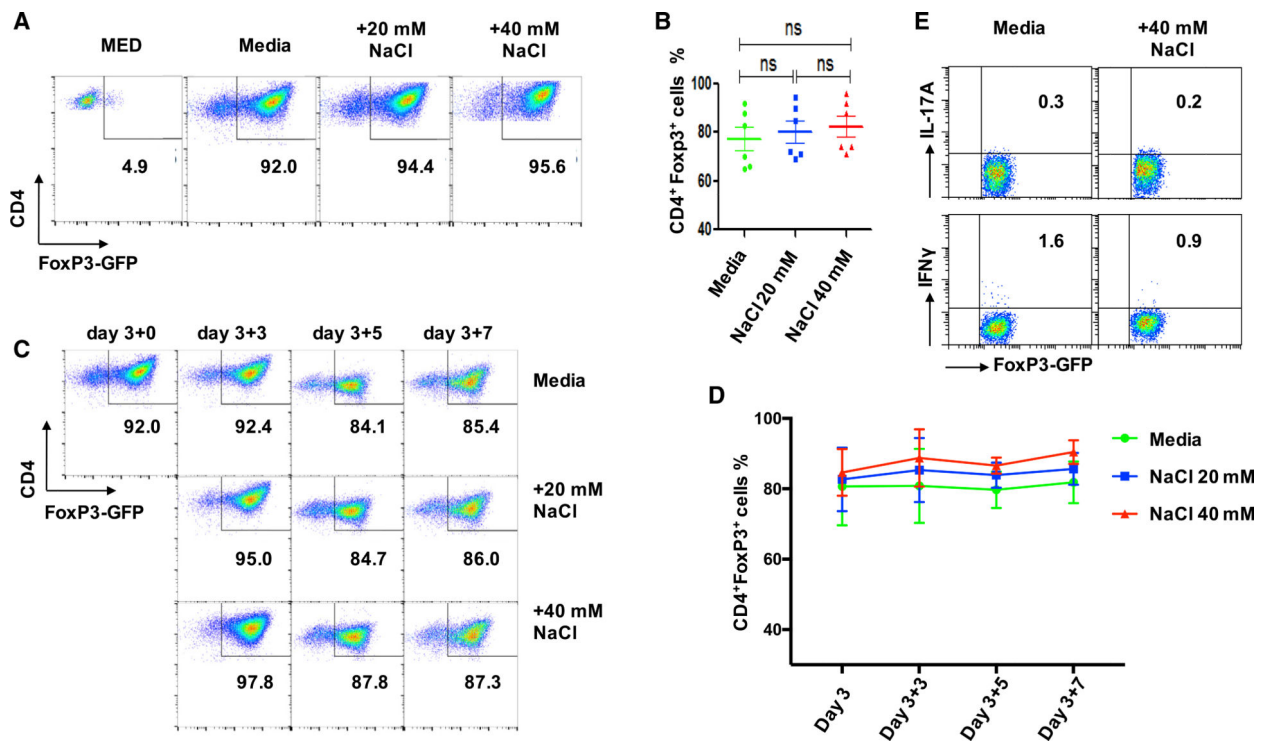 A
MED
Media
+20 mM
NaCl
+40 mM
NaCl
4.9
92.0
94.4
95.6
CD4
FoxP3-GFP
B
ns
ns
ns
CD4+ Foxp3+ cells %
100
80
60
40
Media
NaCl 20 mM
NaCl 40 mM
E
Media
+40 mM
NaCl
IL-17A
0.3
0.2
IFNγ
1.6
0.9
FoxP3-GFP
C
day 3+0
day 3+3
day 3+5
day 3+7
92.0
92.4
84.1
85.4
Media
CD4
FoxP3-GFP
95.0
84.7
86.0
+20 mM
NaCl
97.8
87.8
87.3
+40 mM
NaCl
D
CD4+FoxP3+ cells %
100
80
60
40
Day 3
Day 3+3
Day 3+5
Day 3+7
Media
NaCl 20 mM
NaCl 40 mM